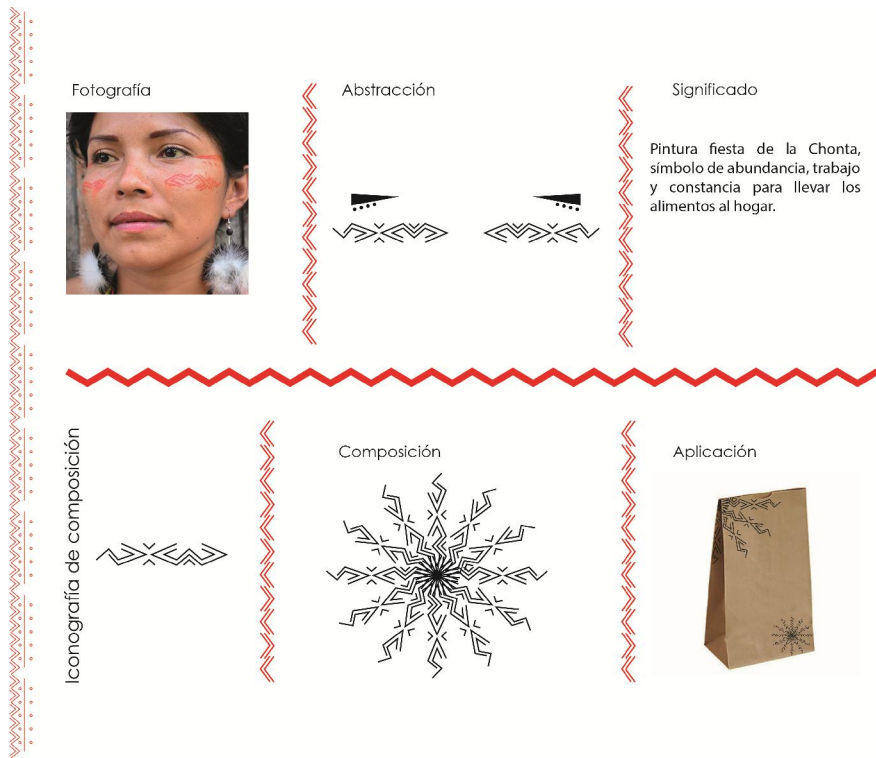 Fotografía
Abstracción
Significado
Pintura fiesta de la Chonta,
símbolo de abundancia, trabajo
y constancia para llevar los
alimentos al hogar.
Iconografía de composición
Composición
Aplicación